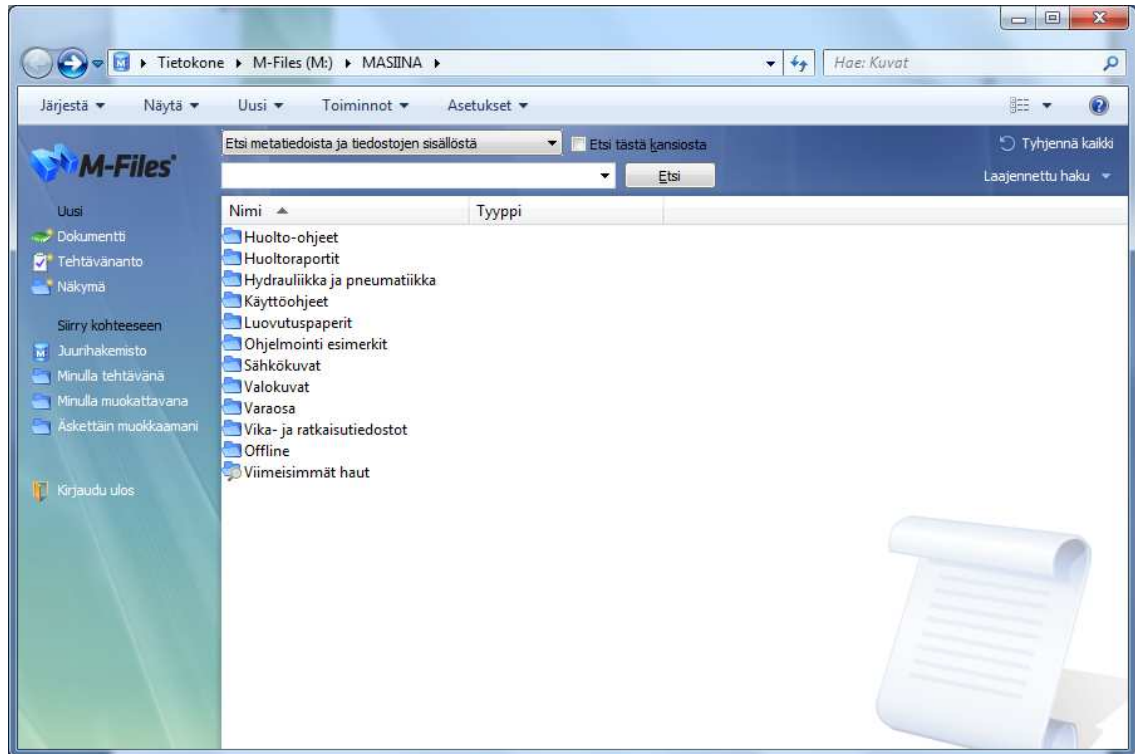 Tietokone ▸ M-Files (M:) ▸ MASIINA ▸
Hae: Kuvat
Järjestä Näytä Uusi Toiminnot Asetukset
M-Files
Etsi metatiedoista ja tiedostojen sisällöstä
Etsi tästä kansiosta
Tyhjennä kaikki
Etsi
Laajennettu haku
Uusi
Dokumentti
Tehtävänanto
Näkymä
Siirry kohteeseen
Juurihakemisto
Minulla tehtävänä
Minulla muokattavana
Äskettäin muokkaamani
Kirjaudu ulos
Nimi Tyyppi
Huolto-ohjeet
Huoltoraportit
Hydrauliikka ja pneumatiikka
Käyttöohjeet
Luovutuspaperit
Ohjelmointi esimerkit
Sähkökuvat
Valokuvat
Varaosa
Vika- ja ratkaisutiedostot
Offline
Viimeisimmät haut